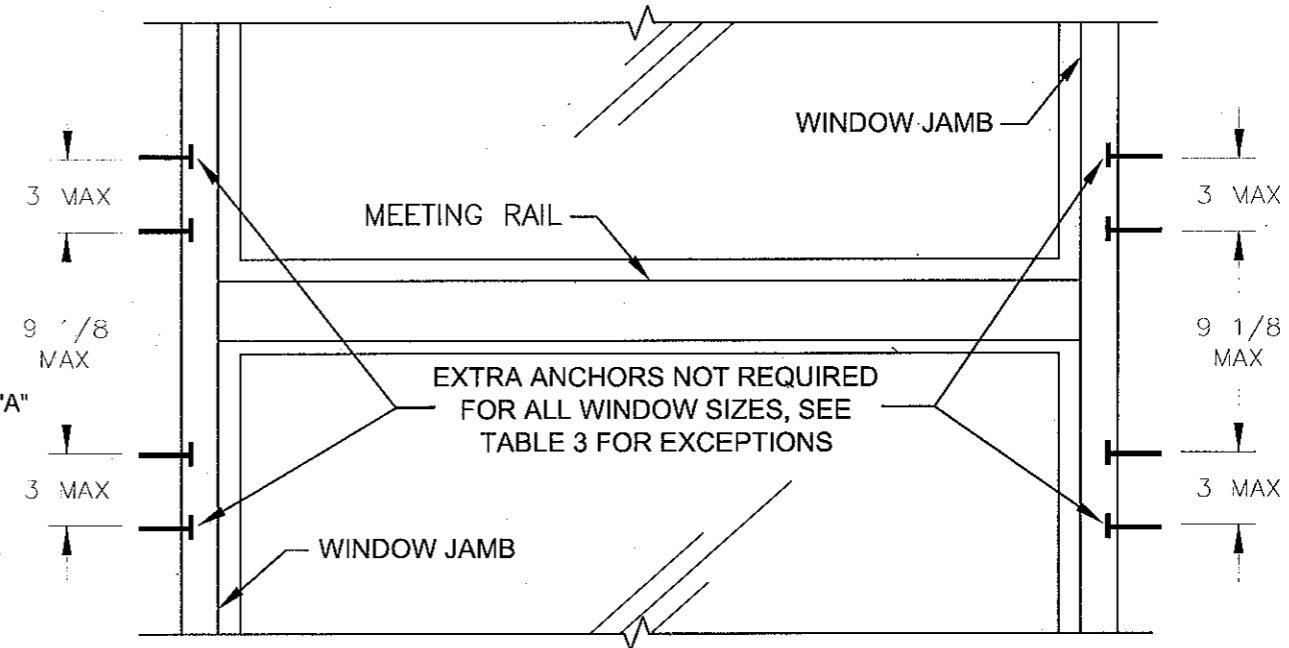 WINDOW JAMB
3 MAX
3 MAX
MEETING RAIL
9 1/8
MAX
9 1/8
MAX
EXTRA ANCHORS NOT REQUIRED
FOR ALL WINDOW SIZES, SEE
TABLE 3 FOR EXCEPTIONS
"A"
3 MAX
3 MAX
WINDOW JAMB